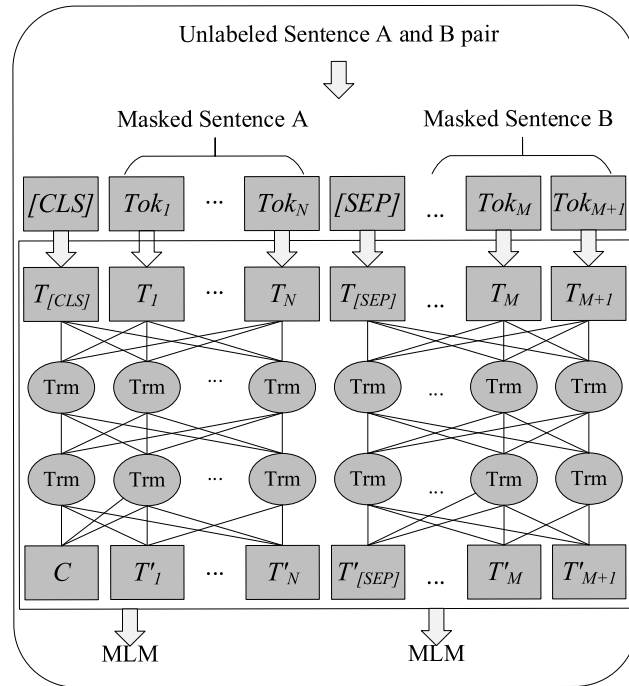 Unlabeled Sentence A and B pair
Masked Sentence A Masked Sentence B
[CLS] Tok1 ... TokN [SEP] ... TokM TokM+1
T[CLS] T1 ... TN T[SEP] ... TM TM+1
Trm Trm ... Trm Trm ... Trm Trm
Trm Trm ... Trm Trm ... Trm Trm
C T'1 ... T'N T'[SEP] ... T'M T'M+1
MLM MLM